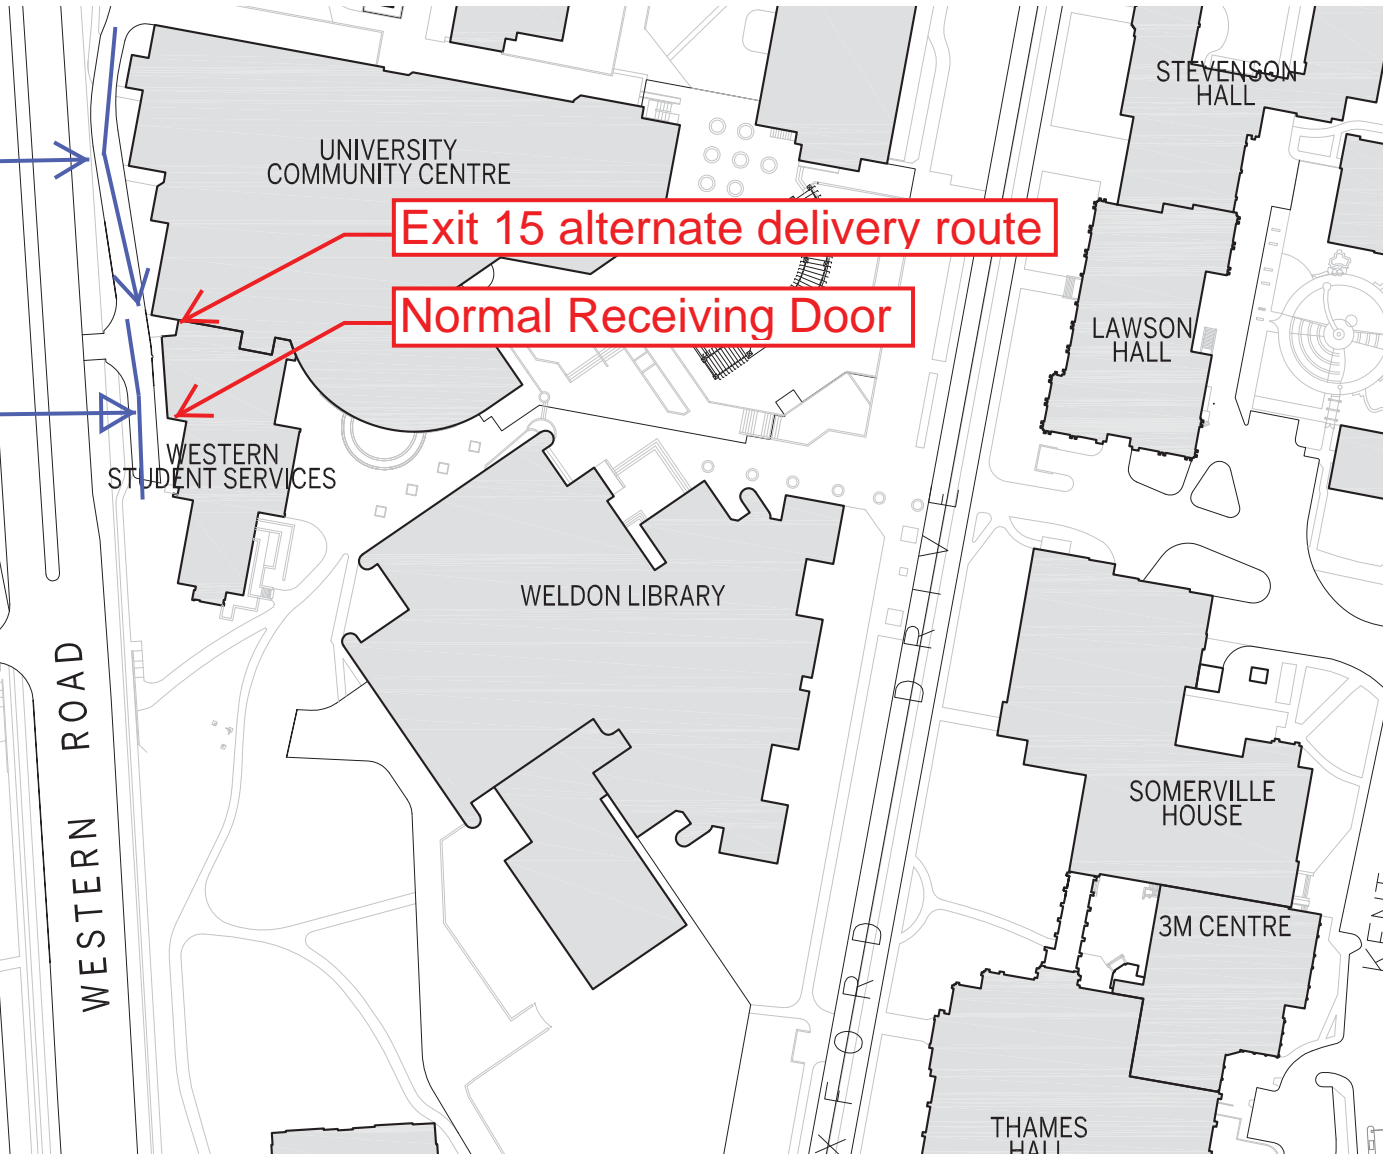 STEVENSON
HALL
UNIVERSITY
COMMUNITY CENTRE
Exit 15 alternate delivery route
Normal Receiving Door
LAWSON
HALL
WESTERN
STUDENT SERVICES
WELDON LIBRARY
WESTERN ROAD
XFORD DRIVE
SOMERVILLE
HOUSE
3M CENTRE
THAMES
HALL